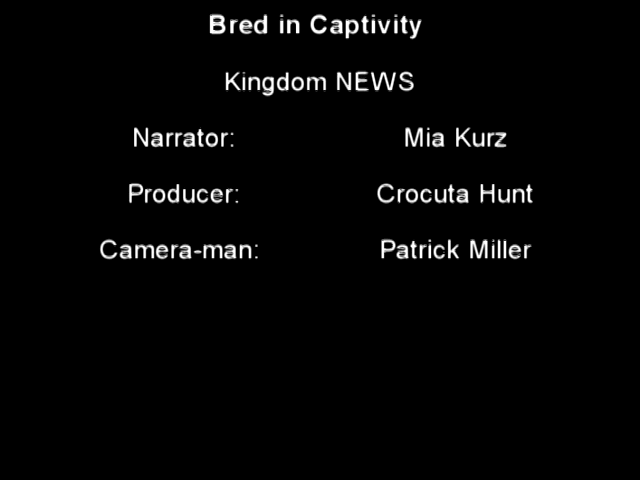 Bred in Captivity
Kingdom NEWS
Narrator: Mia Kurz
Producer: Crocuta Hunt
Camera-man: Patrick Miller